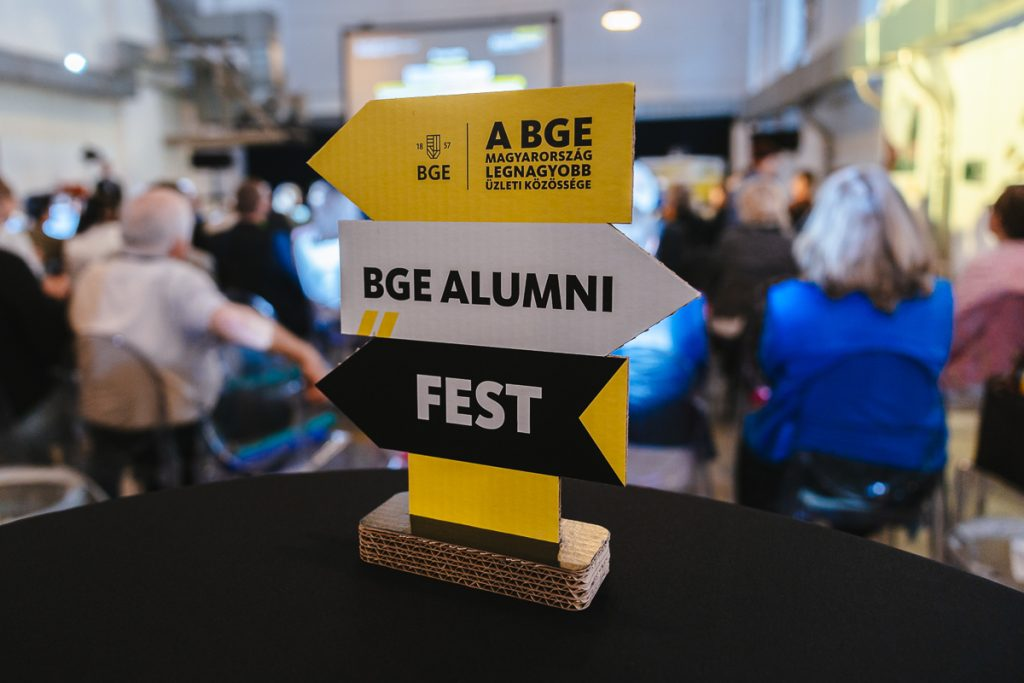 18 57
BGE
A BGE
MAGYARORSZÁG
LEGNAGYOBB
ÜZLETI KÖZÖSSÉGE
BGE ALUMNI
FEST